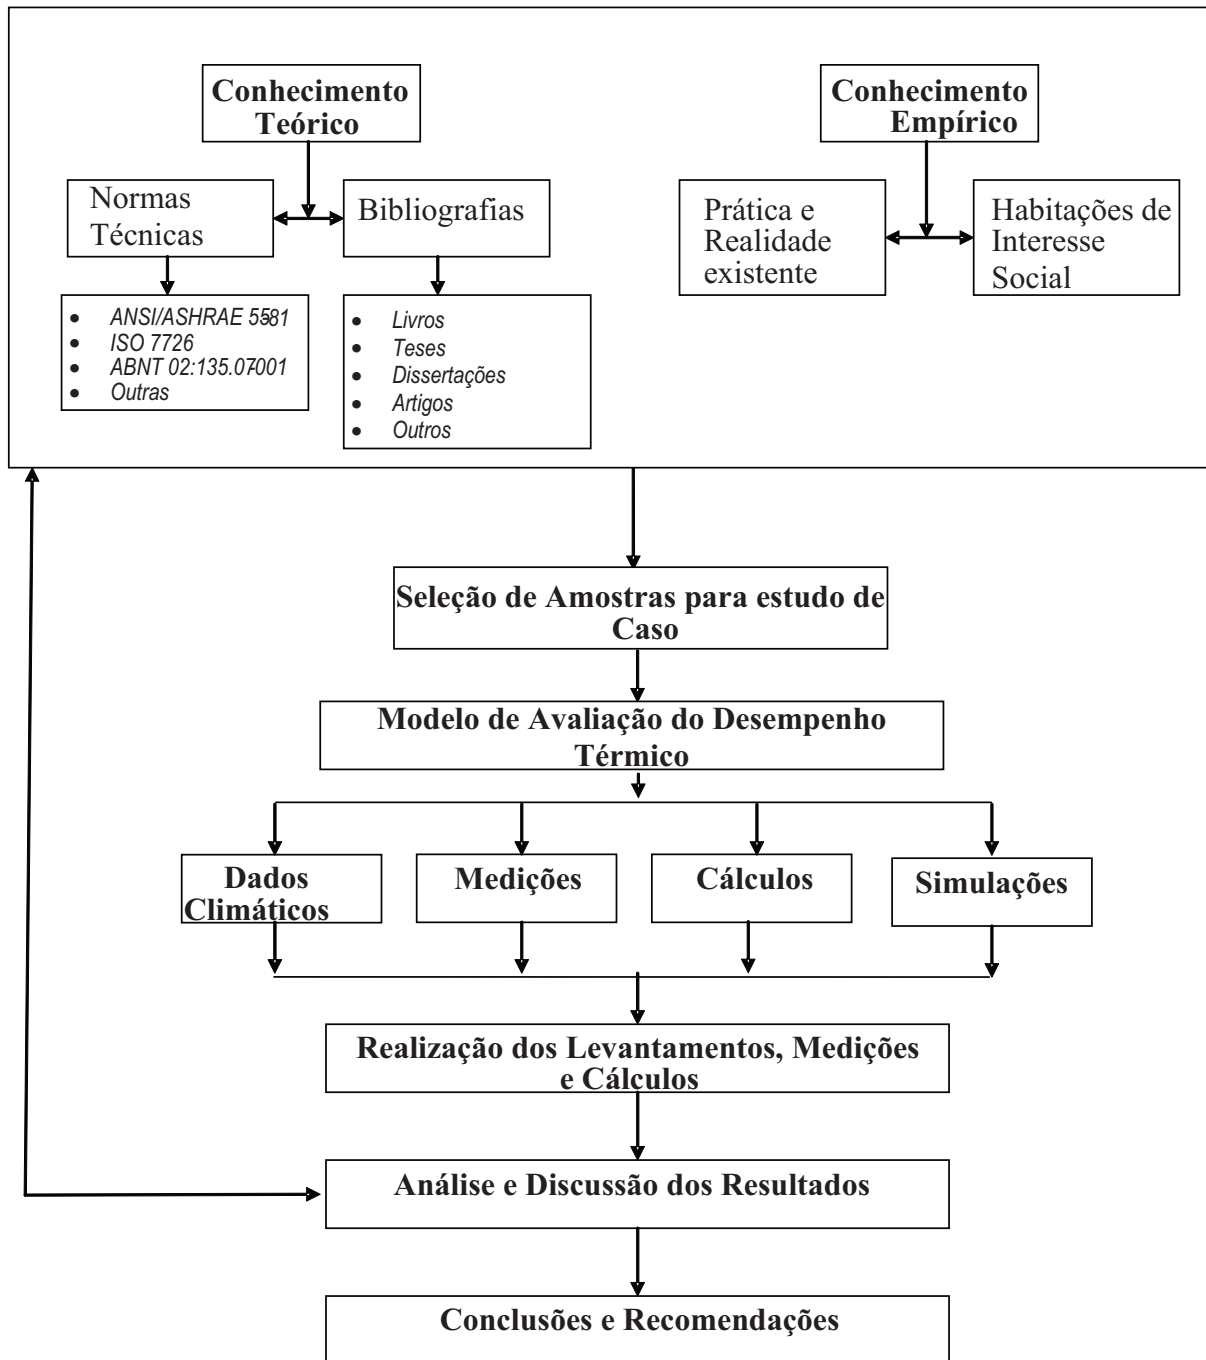 Conhecimento
Teórico
Conhecimento
Empírico
Normas
Técnicas
Bibliografias
Prática e
Realidade
existente
Habitações de
Interesse
Social
• ANSI/ASHRAE 55-81
• ISO 7726
• ABNT 02:135.07-001
• Outras
• Livros
• Teses
• Dissertações
• Artigos
• Outros
Seleção de Amostras para estudo de
Caso
Modelo de Avaliação do Desempenho
Térmico
Dados
Climáticos
Medições
Cálculos
Simulações
Realização dos Levantamentos, Medições
e Cálculos
Análise e Discussão dos Resultados
Conclusões e Recomendações